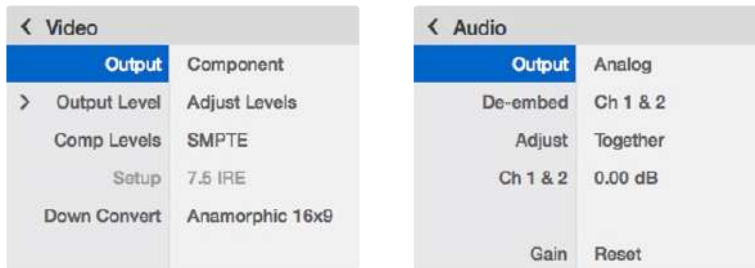 Video
Output Component
Output Level Adjust Levels
Comp Levels SMPTE
Setup 7.5 IRE
Down Convert Anamorphic 16x9
Audio
Output Analog
De-embed Ch 1 & 2
Adjust Together
Ch 1 & 2 0.00 dB
Gain Reset